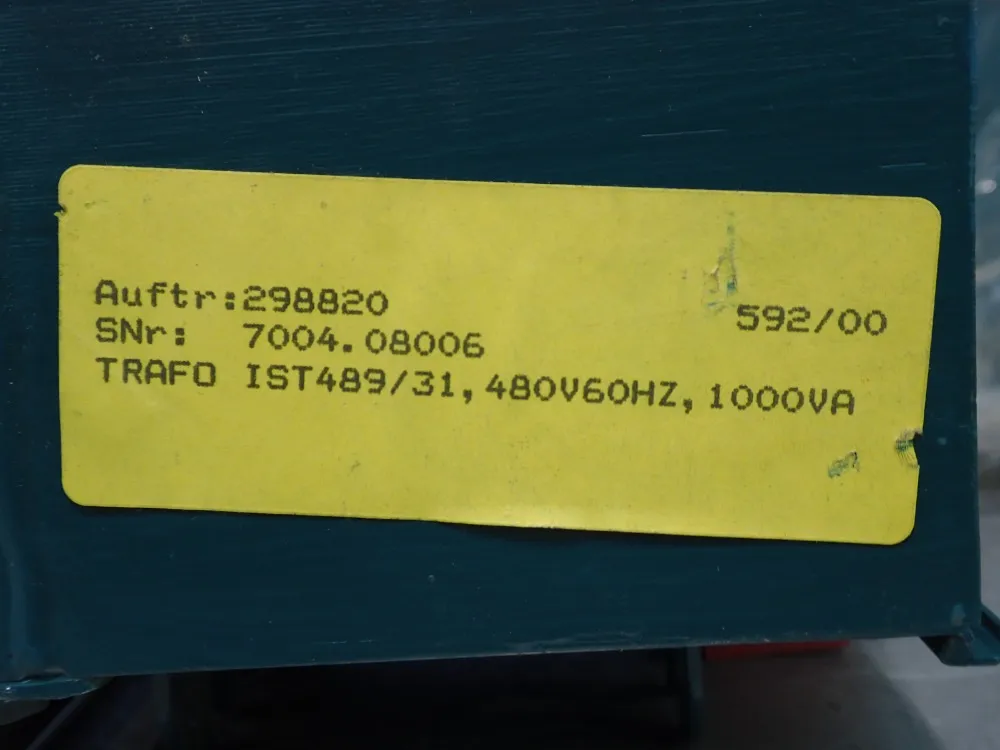 Auftr:298820
592/00
SNr: 7004.08006
TRAFO IST489/31,480V60HZ,1000VA